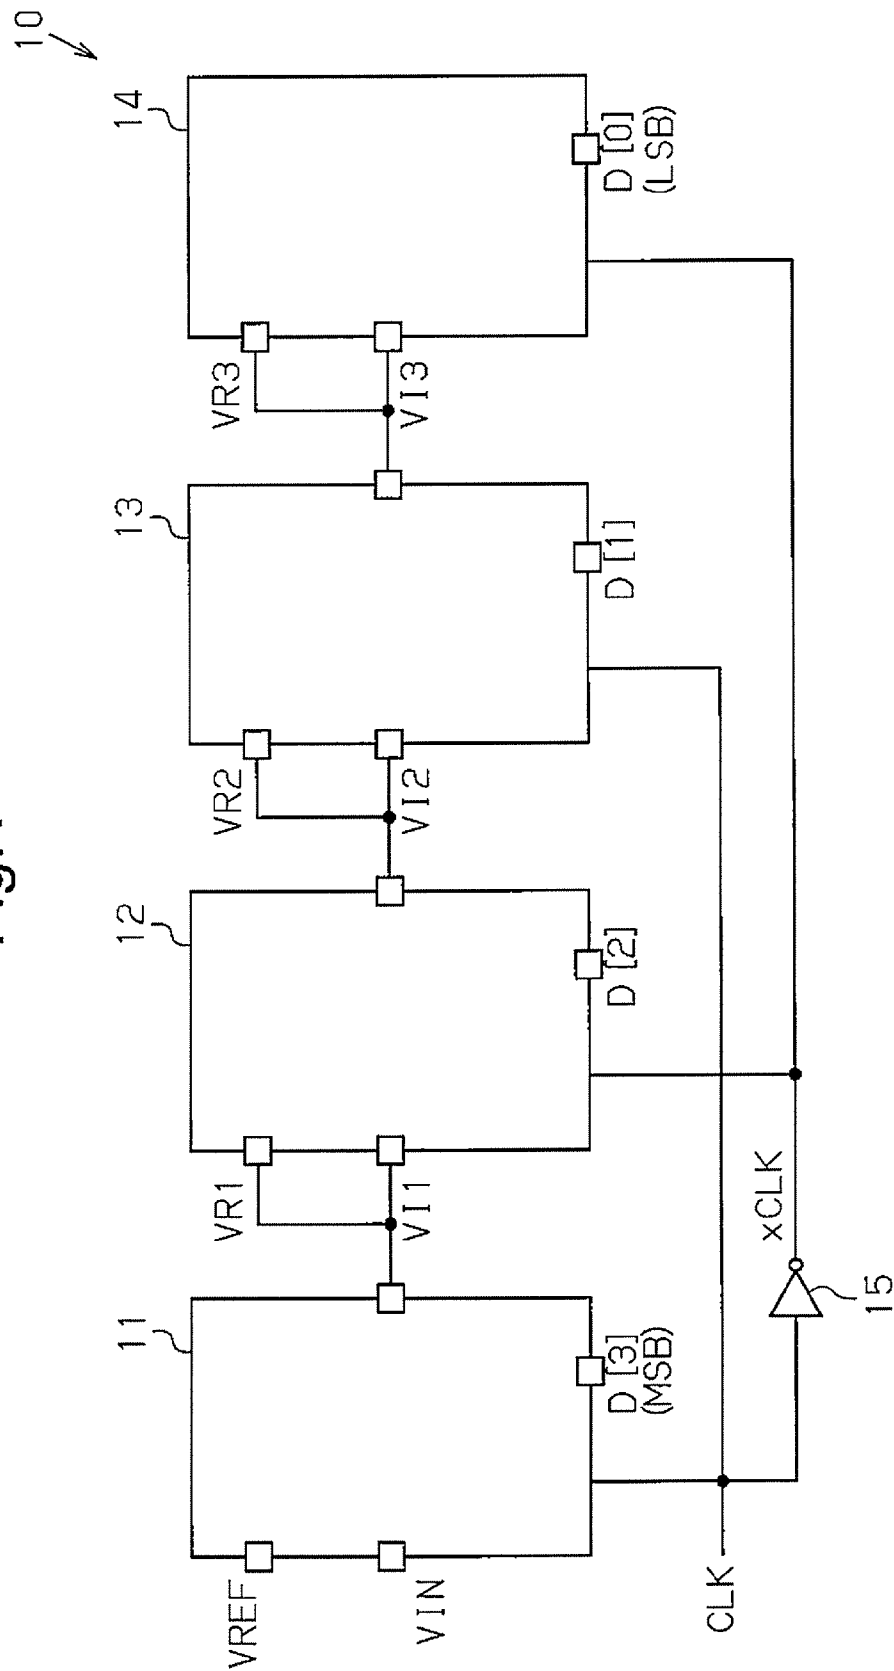 10
11
12
13
14
VREF
VR1
VR2
VR3
VIN
VI1
VI2
VI3
D [3]
(MSB)
D [2]
D [1]
D [0]
(LSB)
CLK
xCLK
15